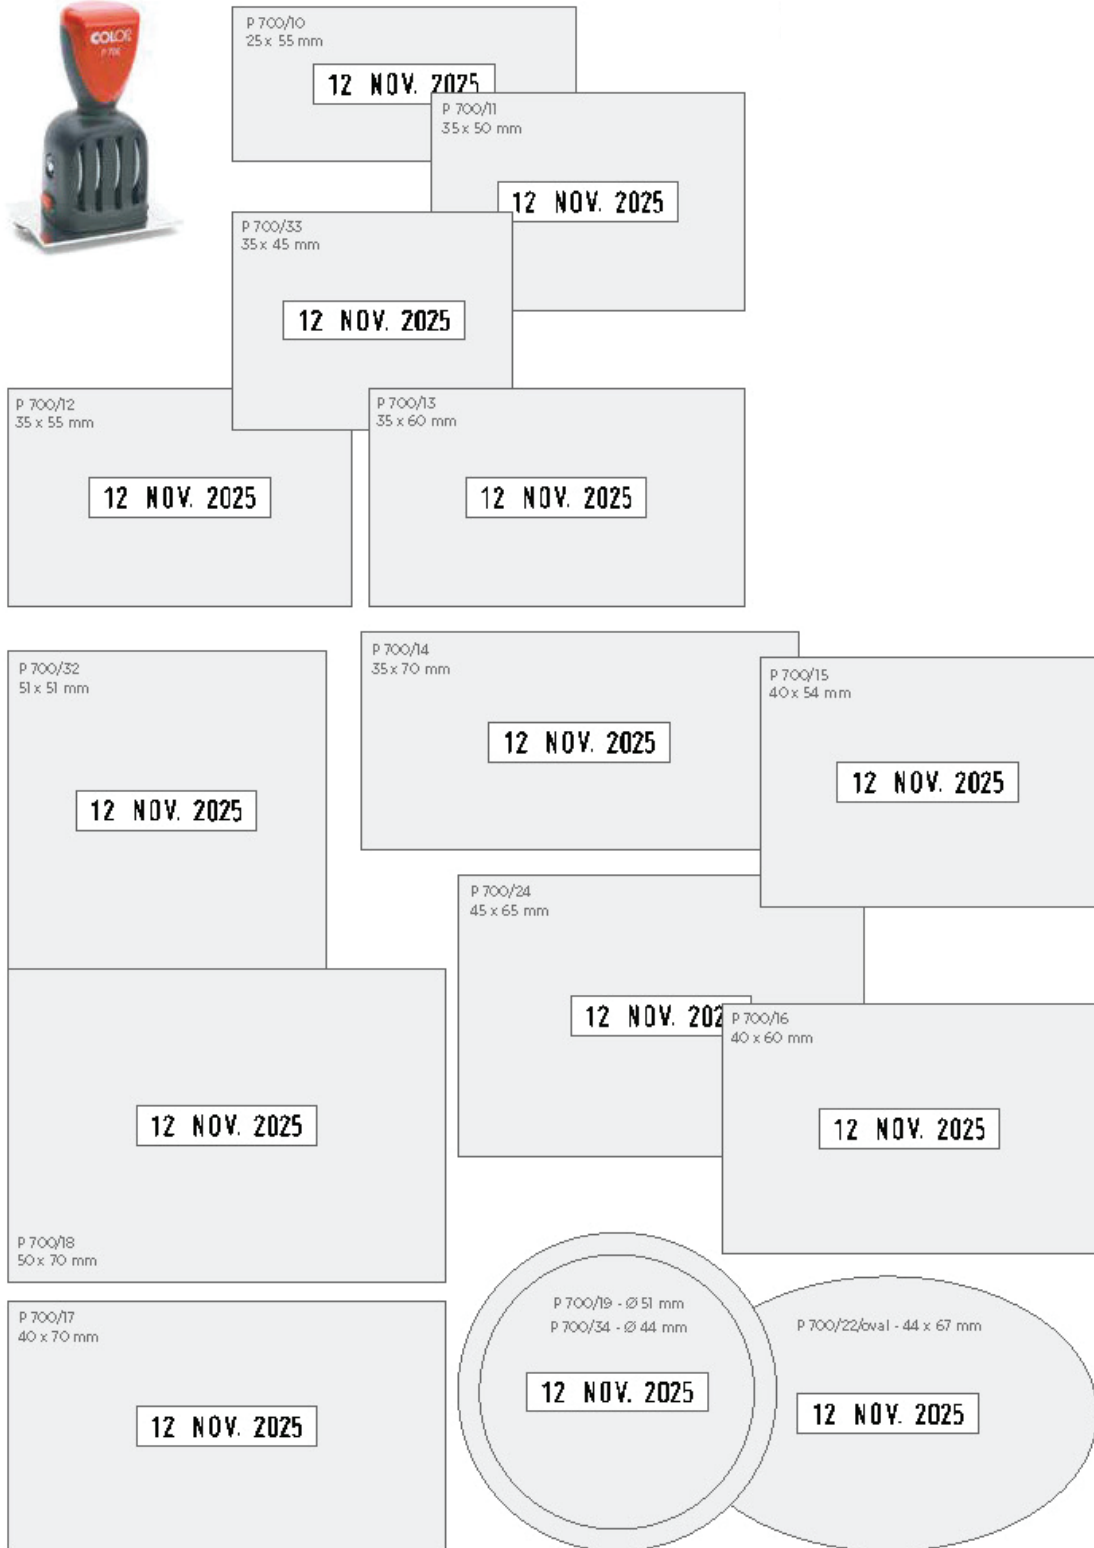 COLOP
P 700
P 700/10
25 x 55 mm
12 NOV. 2025
P 700/11
35 x 50 mm
12 NOV. 2025
P 700/33
35 x 45 mm
12 NOV. 2025
P 700/12
35 x 55 mm
12 NOV. 2025
P 700/13
35 x 60 mm
12 NOV. 2025
P 700/32
51 x 51 mm
12 NOV. 2025
P 700/14
35 x 70 mm
12 NOV. 2025
P 700/15
40 x 54 mm
12 NOV. 2025
P 700/24
45 x 65 mm
12 NOV. 202
P 700/16
40 x 60 mm
12 NOV. 2025
12 NOV. 2025
P 700/18
50 x 70 mm
P 700/17
40 x 70 mm
12 NOV. 2025
P 700/19 - Ø 51 mm
P 700/34 - Ø 44 mm
12 NOV. 2025
P 700/22/oval - 44 x 67 mm
12 NOV. 2025